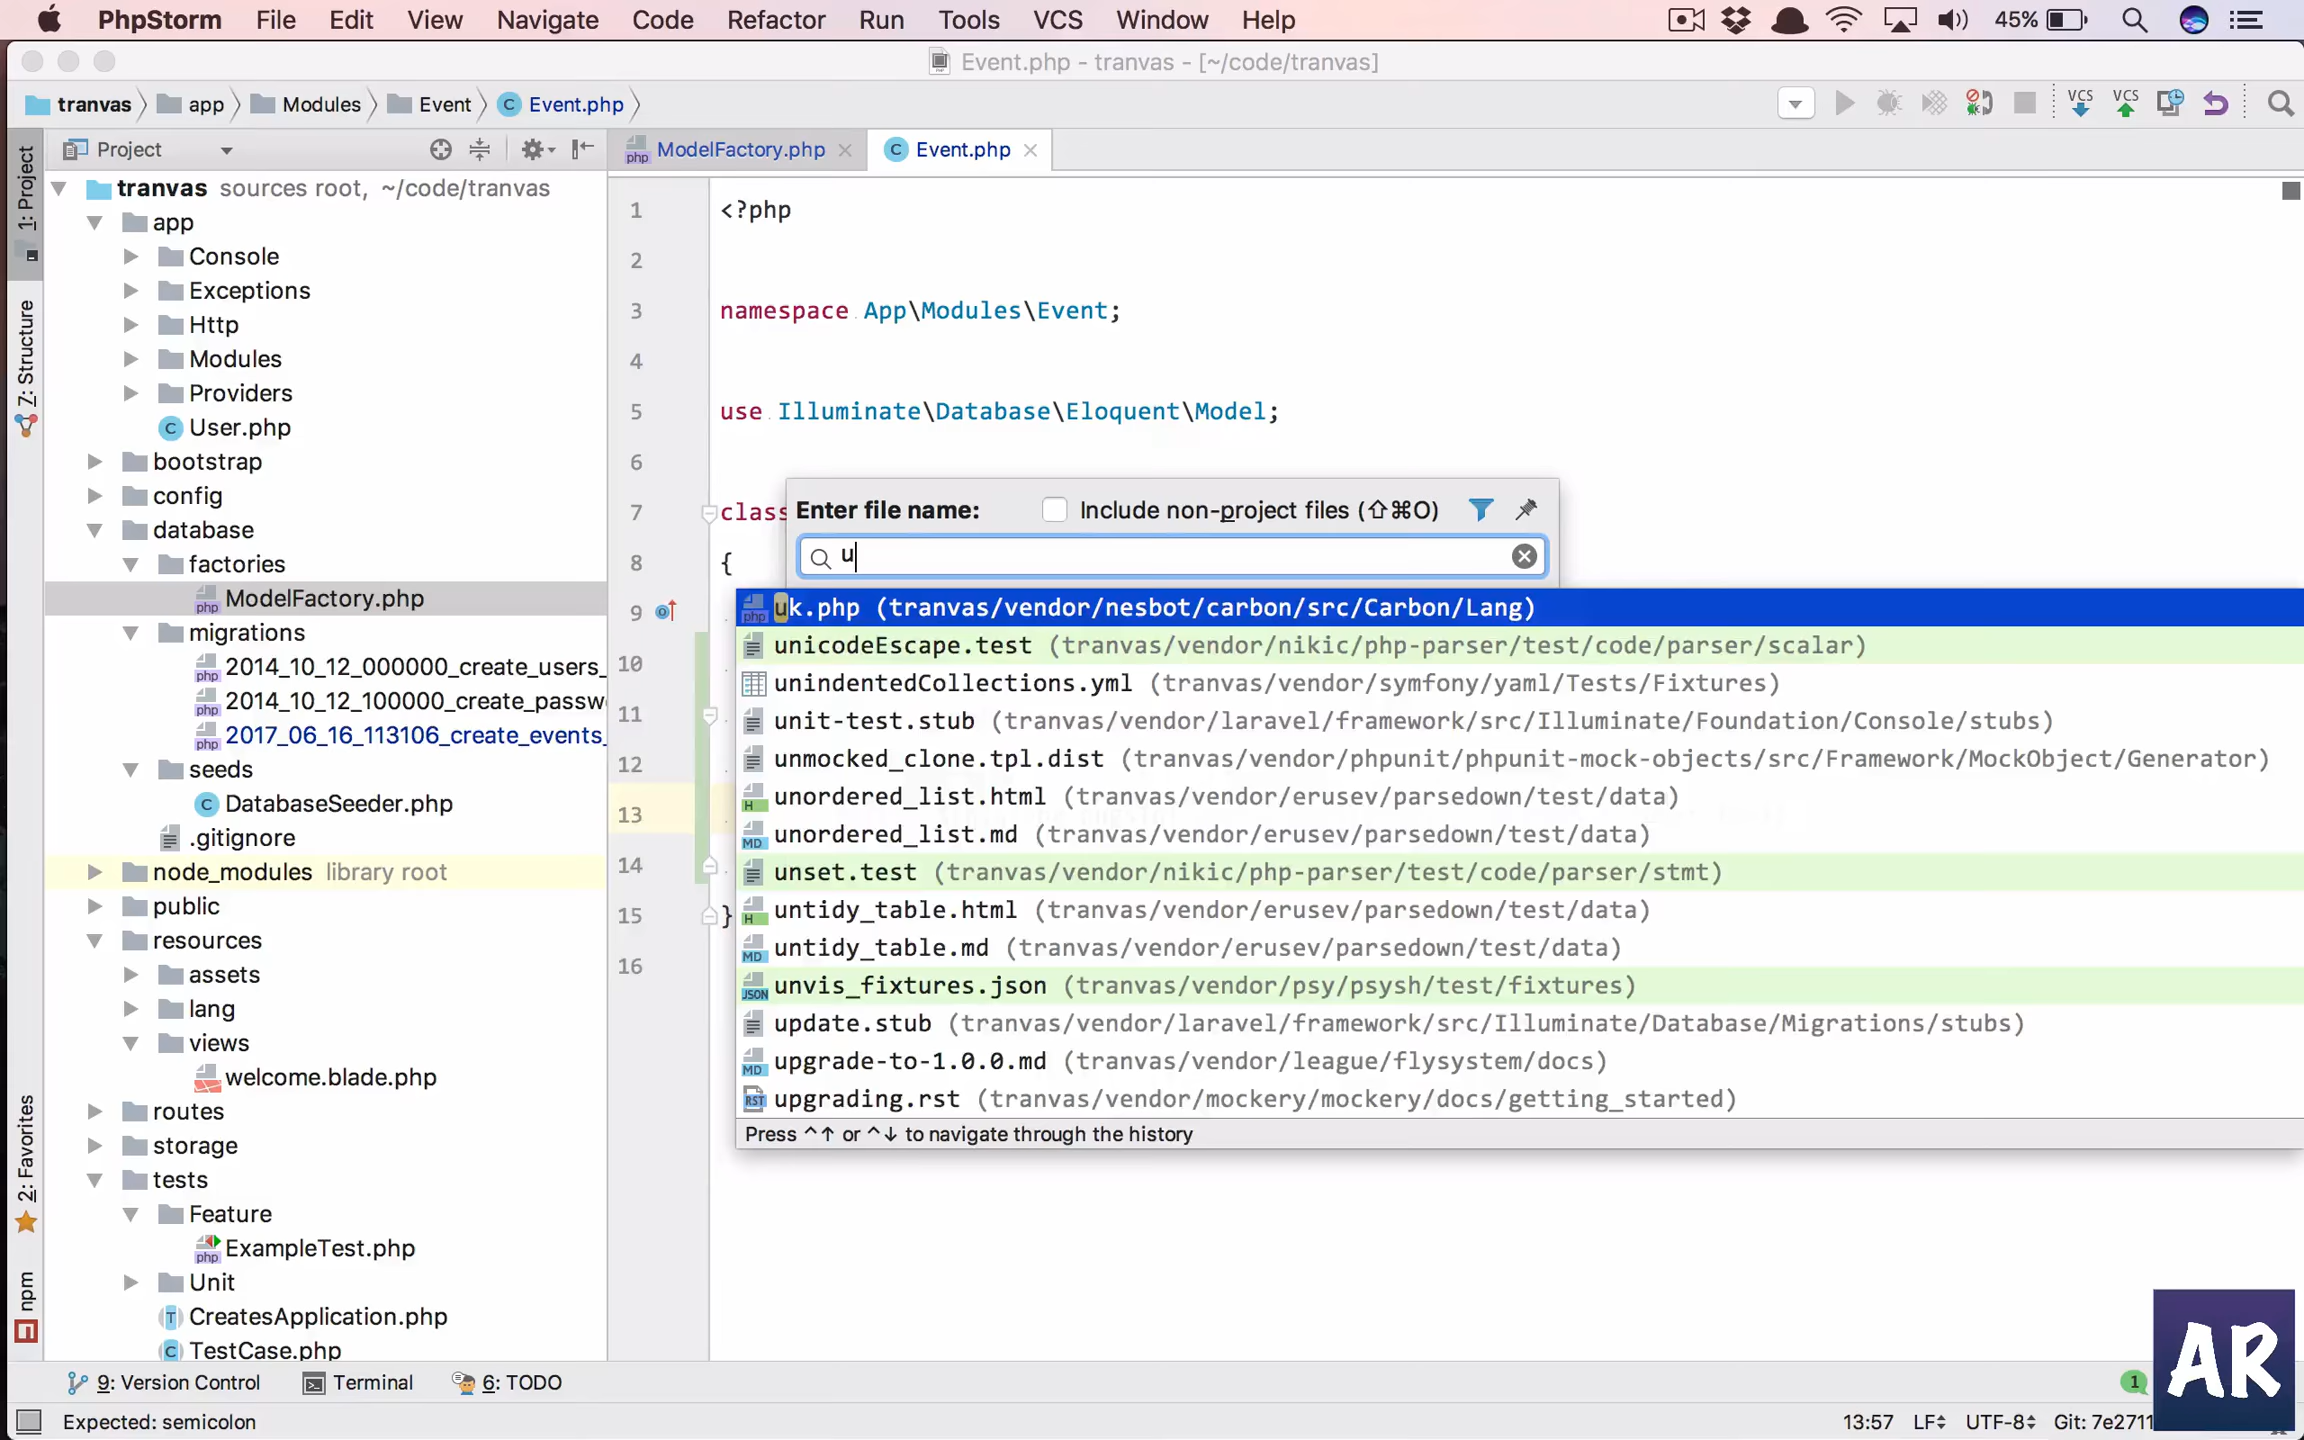 PhpStorm File Edit View Navigate Code Refactor Run Tools VCS Window Help 45%
Event.php - tranvas - [~/code/tranvas]
tranvas app Modules Event Event.php VCS VCS
Project ModelFactory.php Event.php
1: Project
7: Structure
2: Favorites
npm
tranvas sources root, ~/code/tranvas
app
Console
Exceptions
Http
Modules
Providers
User.php
bootstrap
config
database
factories
ModelFactory.php
migrations
2014_10_12_000000_create_users_
2014_10_12_100000_create_passw
2017_06_16_113106_create_events_
seeds
DatabaseSeeder.php
.gitignore
node_modules library root
public
resources
assets
lang
views
welcome.blade.php
routes
storage
tests
Feature
ExampleTest.php
Unit
CreatesApplication.php
TestCase.php
1 <?php
2
3 namespace App\Modules\Event;
4
5 use Illuminate\Database\Eloquent\Model;
6
7 class
8 {
9
10
11
12
13
14
15 }
16
Enter file name: Include non-project files (⇧⌘O)
u
uk.php (tranvas/vendor/nesbot/carbon/src/Carbon/Lang)
unicodeEscape.test (tranvas/vendor/nikic/php-parser/test/code/parser/scalar)
unindentedCollections.yml (tranvas/vendor/symfony/yaml/Tests/Fixtures)
unit-test.stub (tranvas/vendor/laravel/framework/src/Illuminate/Foundation/Console/stubs)
unmocked_clone.tpl.dist (tranvas/vendor/phpunit/phpunit-mock-objects/src/Framework/MockObject/Generator)
unordered_list.html (tranvas/vendor/erusev/parsedown/test/data)
unordered_list.md (tranvas/vendor/erusev/parsedown/test/data)
unset.test (tranvas/vendor/nikic/php-parser/test/code/parser/stmt)
untidy_table.html (tranvas/vendor/erusev/parsedown/test/data)
untidy_table.md (tranvas/vendor/erusev/parsedown/test/data)
unvis_fixtures.json (tranvas/vendor/psy/psysh/test/fixtures)
update.stub (tranvas/vendor/laravel/framework/src/Illuminate/Database/Migrations/stubs)
upgrade-to-1.0.0.md (tranvas/vendor/league/flysystem/docs)
upgrading.rst (tranvas/vendor/mockery/mockery/docs/getting_started)
Press ^↑ or ^↓ to navigate through the history
9: Version Control Terminal 6: TODO 1
Expected: semicolon 13:57 LF UTF-8 Git: 7e2711
AR